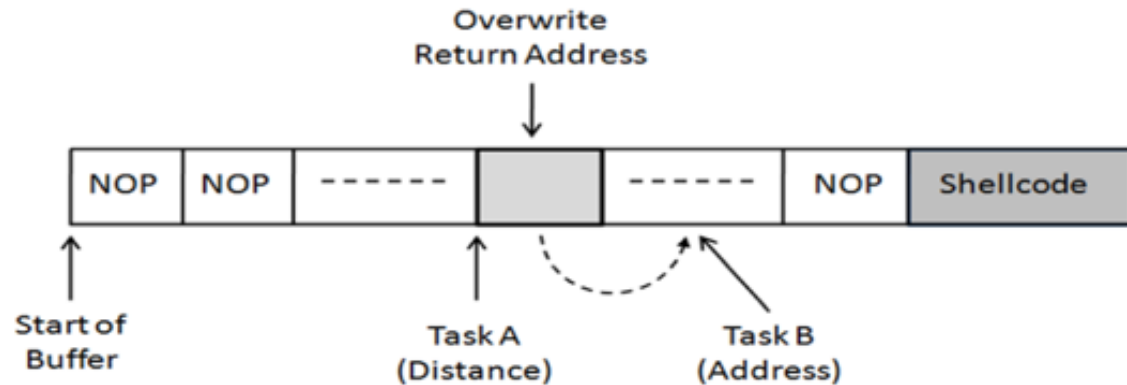 Overwrite
Return Address
NOP NOP ------- ------- NOP Shellcode
Start of
Buffer
Task A
(Distance)
Task B
(Address)